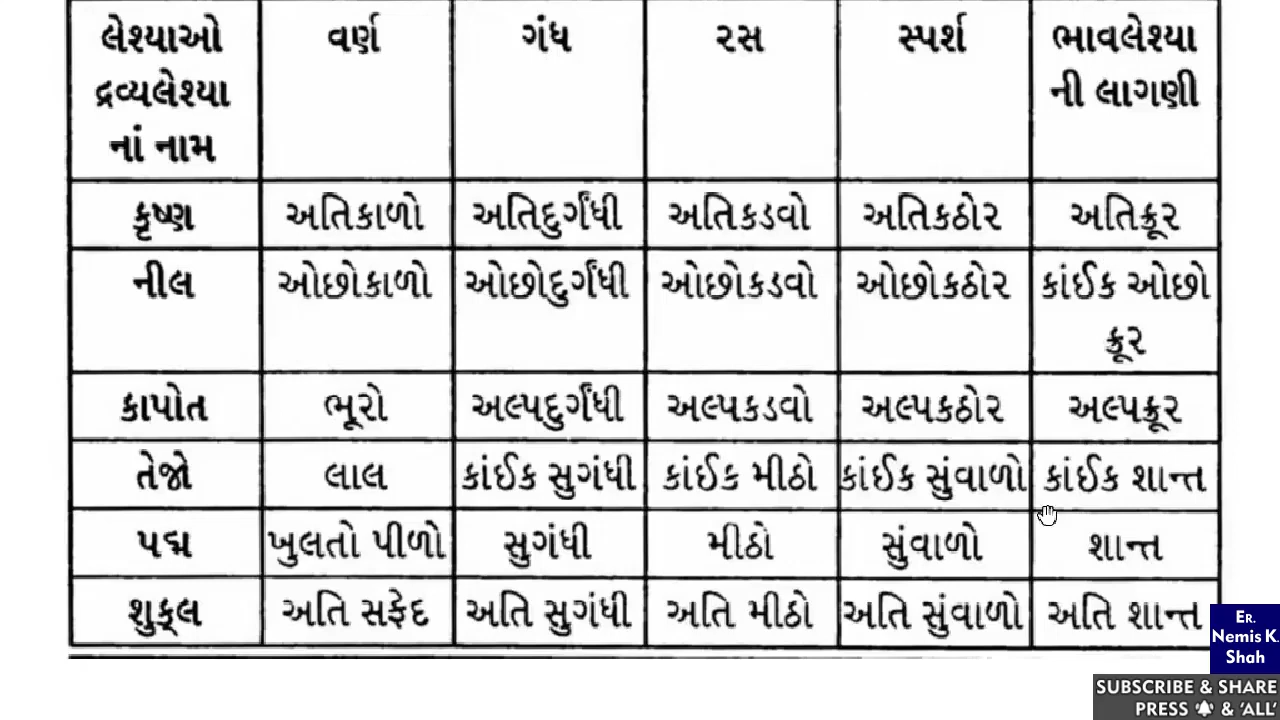 લેશ્યાઓ દ્રવ્યલેશ્યા નાં નામ | વર્ણ | ગંધ | રસ | સ્પર્શ | ભાવલેશ્યા ની લાગણી
કૃષ્ણ | અતિકાળો | અતિદુર્ગંધી | અતિકડવો | અતિકઠોર | અતિક્રૂર
નીલ | ઓછોકાળો | ઓછોદુર્ગંધી | ઓછોકડવો | ઓછોકઠોર | કાંઈક ઓછો ક્રૂર
કાપોત | ભૂરો | અલ્પદુર્ગંધી | અલ્પકડવો | અલ્પકઠોર | અલ્પક્રૂર
તેજો | લાલ | કાંઈક સુગંધી | કાંઈક મીઠો | કાંઈક સુંવાળો | કાંઈક શાન્ત
પદ્મ | ખુલતો પીળો | સુગંધી | મીઠો | સુંવાળો | શાન્ત
શુક્લ | અતિ સફેદ | અતિ સુગંધી | અતિ મીઠો | અતિ સુંવાળો | અતિ શાન્ત
ER.
Nemis K.
Shah
SUBSCRIBE & SHARE
PRESS & 'ALL'